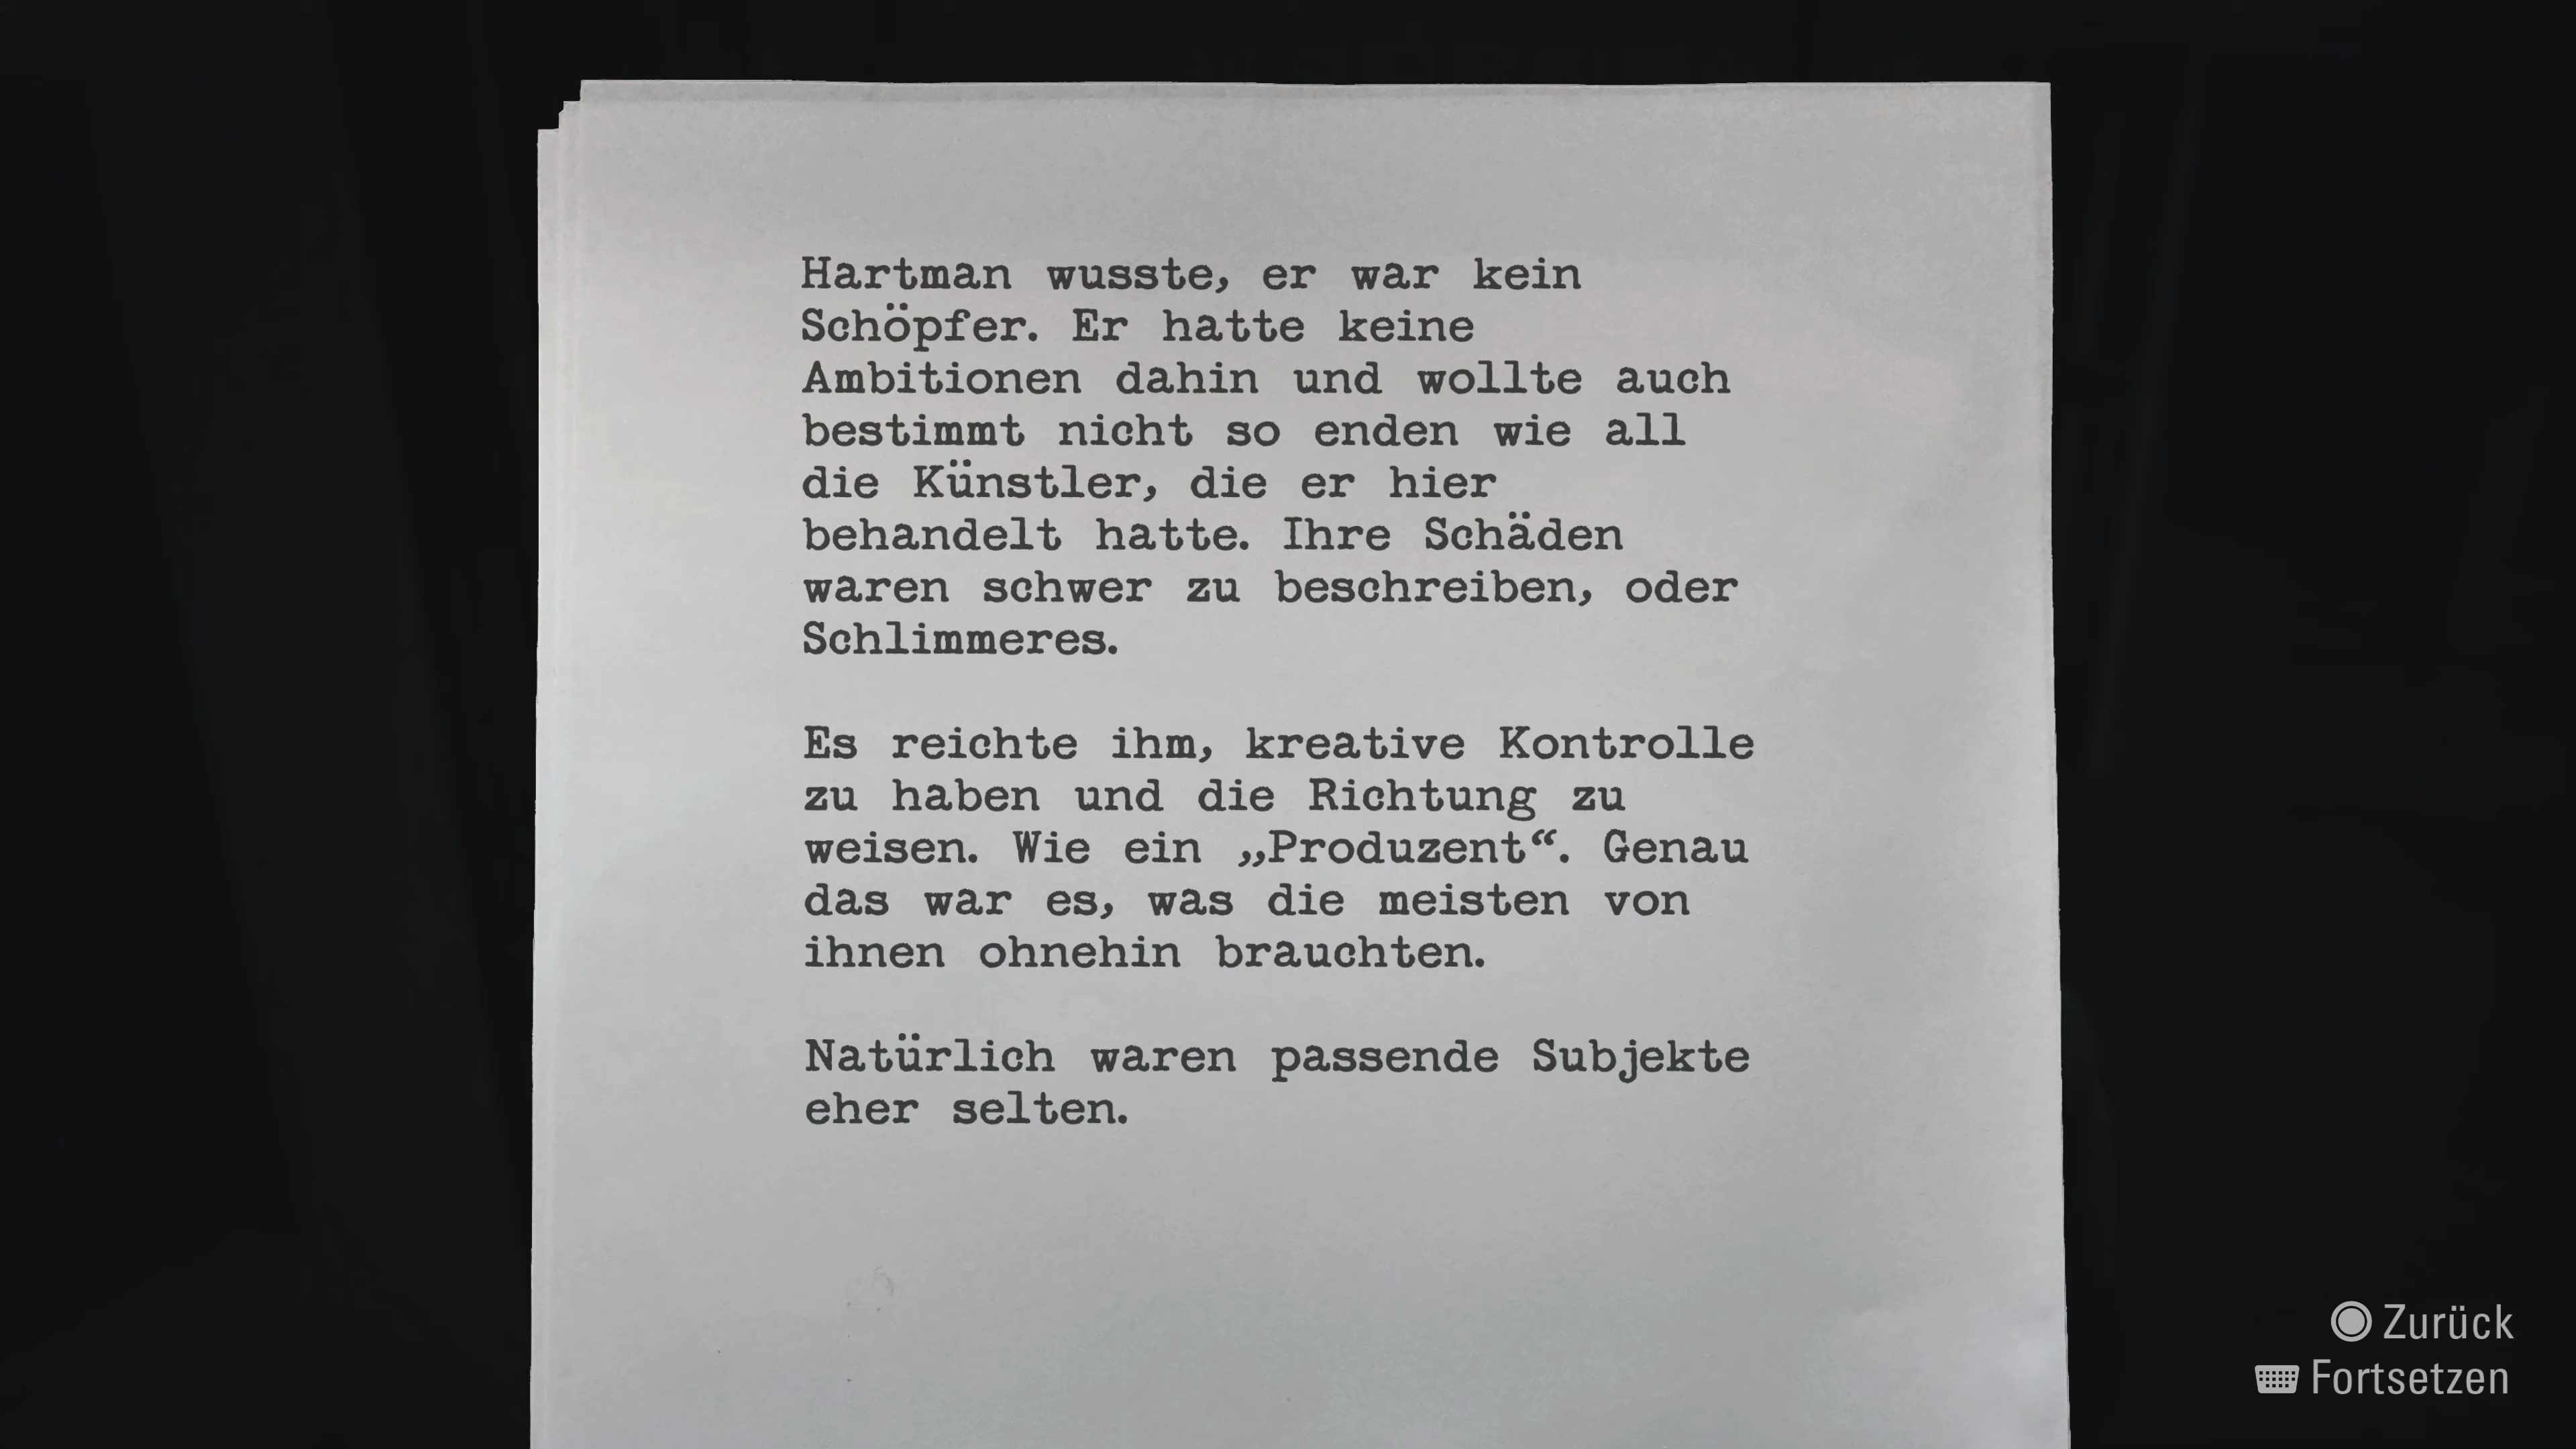 Hartman wusste, er war kein
Schöpfer. Er hatte keine
Ambitionen dahin und wollte auch
bestimmt nicht so enden wie all
die Künstler, die er hier
behandelt hatte. Ihre Schäden
waren schwer zu beschreiben, oder
Schlimmeres.
Es reichte ihm, kreative Kontrolle
zu haben und die Richtung zu
weisen. Wie ein „Produzent“. Genau
das war es, was die meisten von
ihnen ohnehin brauchten.
Natürlich waren passende Subjekte
eher selten.
Zurück
Fortsetzen